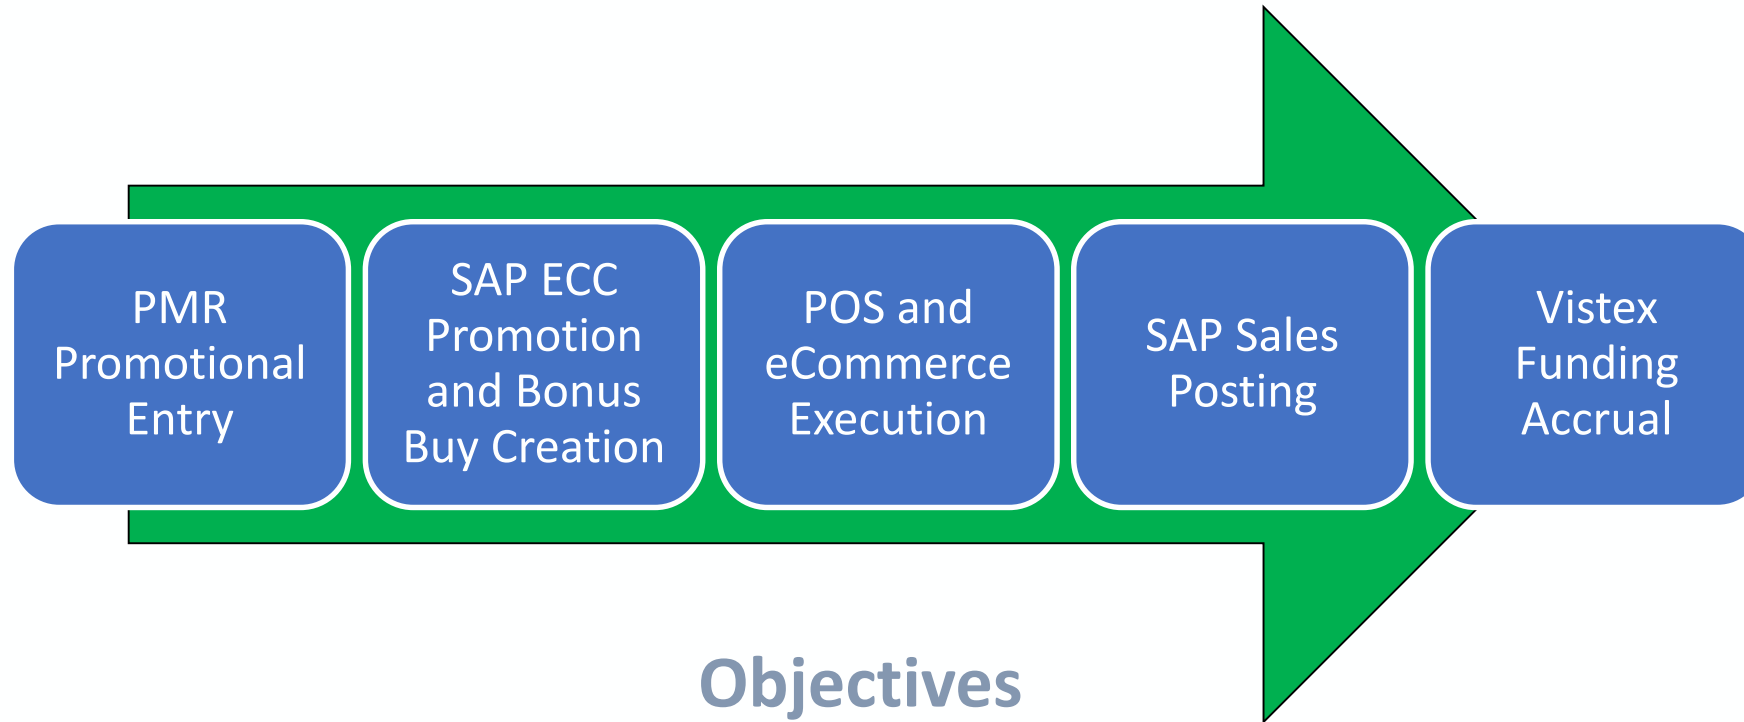 PMR
Promotional
Entry
SAP ECC
Promotion
and Bonus
Buy Creation
POS and
eCommerce
Execution
SAP Sales
Posting
Vistex
Funding
Accrual
Objectives